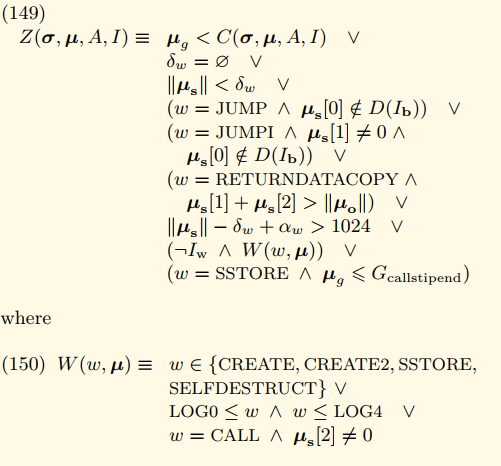 (149)
Z(σ, μ, A, I) ≡ μ_g < C(σ, μ, A, I) ∨
δ_w = ∅ ∨
‖μ_s‖ < δ_w ∨
(w = JUMP ∧ μ_s[0] ∉ D(I_b)) ∨
(w = JUMPI ∧ μ_s[1] ≠ 0 ∧
μ_s[0] ∉ D(I_b)) ∨
(w = RETURNDATACOPY ∧
μ_s[1] + μ_s[2] > ‖μ_o‖) ∨
‖μ_s‖ − δ_w + α_w > 1024 ∨
(¬I_w ∧ W(w, μ)) ∨
(w = SSTORE ∧ μ_g ⩽ G_callstipend)
where
(150) W(w, μ) ≡ w ∈ {CREATE, CREATE2, SSTORE,
SELFDESTRUCT} ∨
LOG0 ≤ w ∧ w ≤ LOG4 ∨
w = CALL ∧ μ_s[2] ≠ 0